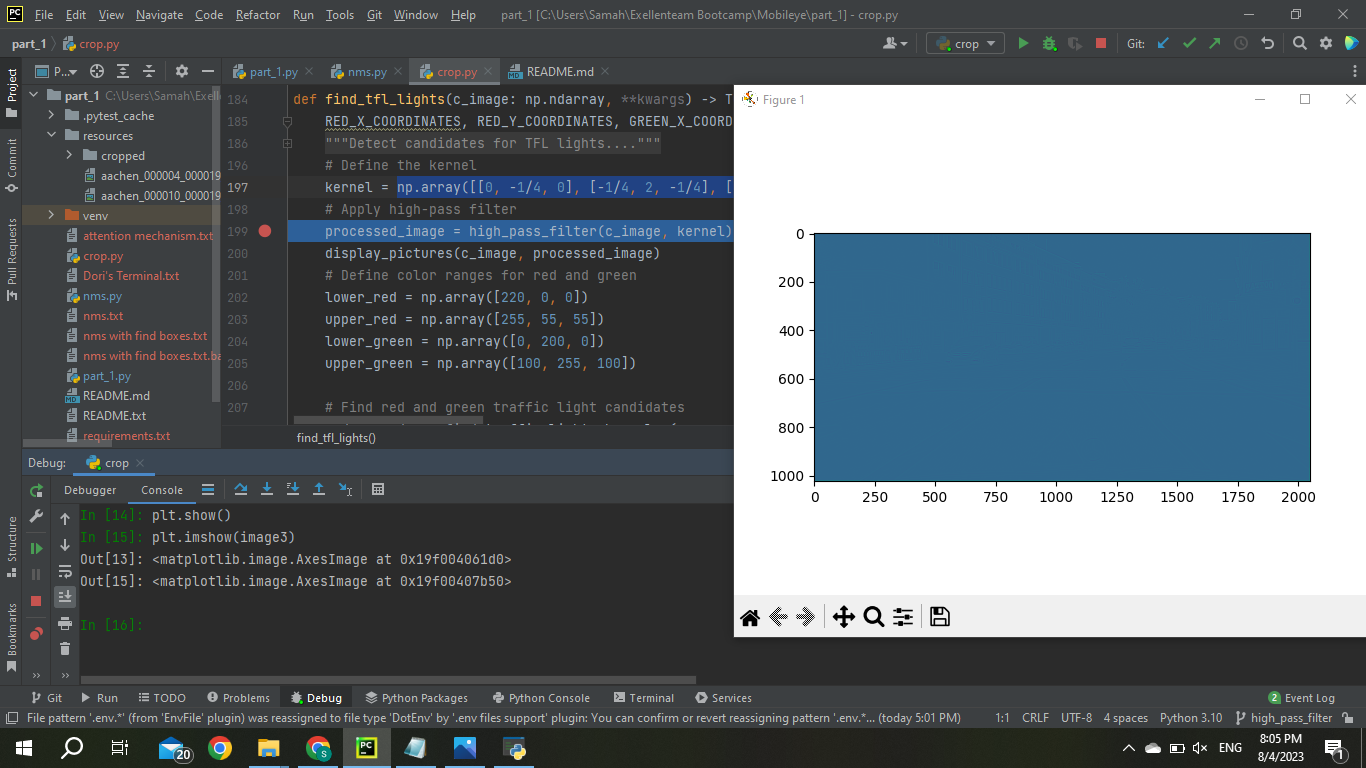 PC File Edit View Navigate Code Refactor Run Tools Git Window Help part_1 [C:\Users\Samah\Exellenteam Bootcamp\Mobileye\part_1] - crop.py
part_1 crop.py crop Git:
P... part_1.py nms.py crop.py README.md
Project
Commit
Pull Requests
Structure
Bookmarks
part_1 C:\Users\Samah\Exelle
.pytest_cache
resources
cropped
aachen_000004_000019
aachen_000010_000019
venv
attention mechanism.txt
crop.py
Dori's Terminal.txt
nms.py
nms.txt
nms with find boxes.txt
nms with find boxes.txt.ba
part_1.py
README.md
README.txt
requirements.txt
184 def find_tfl_lights(c_image: np.ndarray, **kwargs) -> T
185 RED_X_COORDINATES, RED_Y_COORDINATES, GREEN_X_COORD
186 """Detect candidates for TFL lights...."""
196 # Define the kernel
197 kernel = np.array([[0, -1/4, 0], [-1/4, 2, -1/4], [
198 # Apply high-pass filter
199 processed_image = high_pass_filter(c_image, kernel)
200 display_pictures(c_image, processed_image)
201 # Define color ranges for red and green
202 lower_red = np.array([220, 0, 0])
203 upper_red = np.array([255, 55, 55])
204 lower_green = np.array([0, 200, 0])
205 upper_green = np.array([100, 255, 100])
206
207 # Find red and green traffic light candidates
find_tfl_lights()
Figure 1
0
200
400
600
800
1000
0 250 500 750 1000 1250 1500 1750 2000
Debug: crop
Debugger Console
In [14]: plt.show()
In [15]: plt.imshow(image3)
Out[13]: <matplotlib.image.AxesImage at 0x19f004061d0>
Out[15]: <matplotlib.image.AxesImage at 0x19f00407b50>
In [16]:
Git Run TODO Problems Debug Python Packages Python Console Terminal Services 2 Event Log
File pattern '.env.*' (from 'EnvFile' plugin) was reassigned to file type 'DotEnv' by '.env files support' plugin: You can confirm or revert reassigning pattern '.env.*... (today 5:01 PM) 1:1 CRLF UTF-8 4 spaces Python 3.10 high_pass_filter
20 S PC ENG 8:05 PM
8/4/2023 1